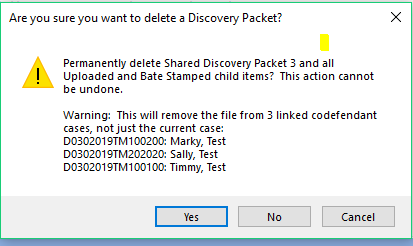 Are you sure you want to delete a Discovery Packet?
Permanently delete Shared Discovery Packet 3 and all
Uploaded and Bate Stamped child items?  This action cannot
be undone.
Warning:  This will remove the file from 3 linked codefendant
cases, not just the current case:
D0302019TM100200: Marky, Test
D0302019TM202020: Sally, Test
D0302019TM100100: Timmy, Test
Yes No Cancel